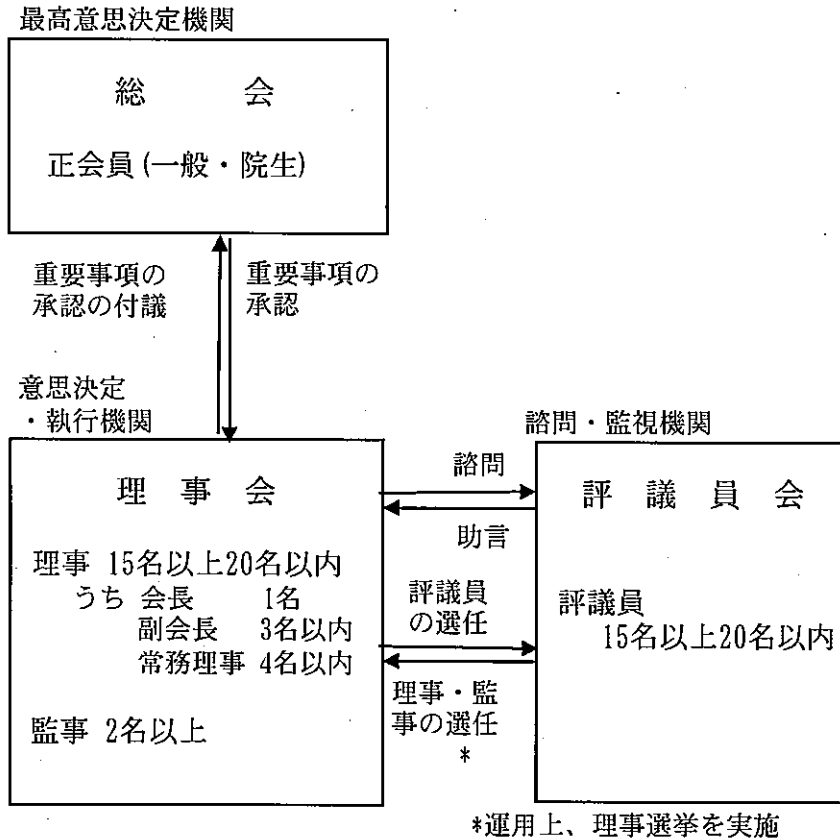 最高意思決定機関
総　　会
正会員(一般・院生)
重要事項の
承認の付議
重要事項の
承認
意思決定
・執行機関
理　事　会
理事 15名以上20名以内
うち 会長　　1名
副会長　3名以内
常務理事 4名以内
監事 2名以上
諮問
助言
評議員
の選任
理事・監
事の選任
*
諮問・監視機関
評　議　員　会
評議員
15名以上20名以内
*運用上、理事選挙を実施